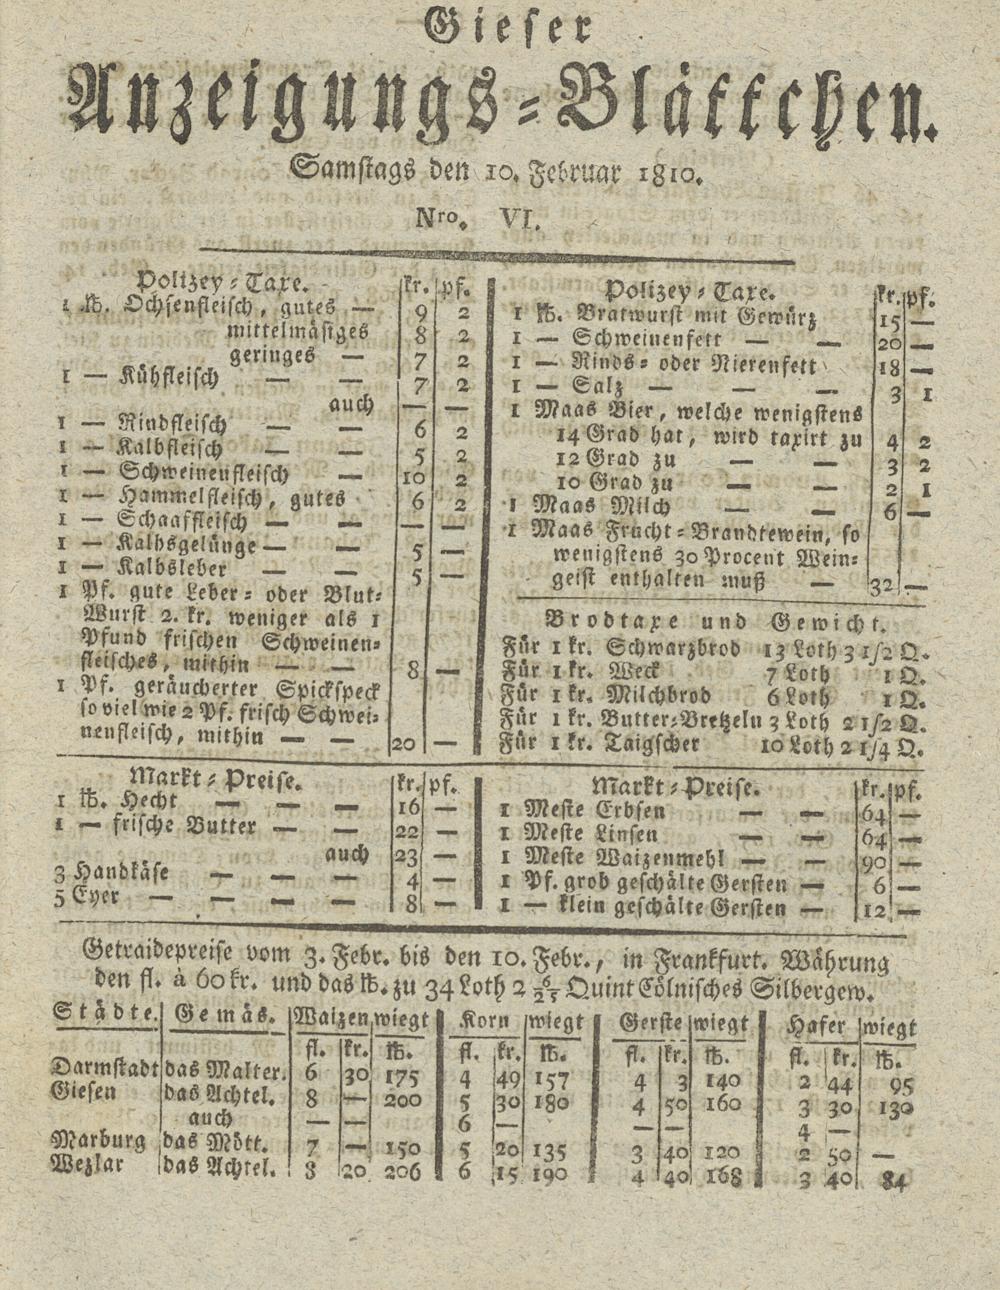 Gieser
Anzeigungs-Blättchen.
Samstags den 10. Februar 1810.
Nro. VI.
Polizey-Taxe. kr. pf.
1 ℔. Ochsenfleisch, gutes — 9 2
mittelmäsiges 8 2
geringes — 7 2
1 — Kühfleisch — — 7 2
auch — —
1 — Rindfleisch — — 6 2
1 — Kalbfleisch — — 5 2
1 — Schweinenfleisch — 10 2
1 — Hammelfleisch, gutes 6 2
1 — Schaaffleisch — — — —
1 — Kalbsgelünge — — 5 —
1 — Kalbsleber — — 5 —
1 Pf. gute Leber- oder Blut-
Wurst 2. kr. weniger als 1
Pfund frischen Schweinen-
fleisches, mithin — — 8 —
1 Pf. geräucherter Spickspeck
so viel wie 2 Pf. frisch Schwei-
nenfleisch, mithin — — 20 —
Polizey-Taxe. kr. pf.
1 ℔. Bratwurst mit Gewürz 15 —
1 — Schweinenfett — — 20 —
1 — Rinds- oder Nierenfett 18 —
1 — Salz — — — 3 1
1 Maas Bier, welche wenigstens
14 Grad hat, wird taxirt zu 4 2
12 Grad zu — — 3 2
10 Grad zu — — 2 1
1 Maas Milch — — 6 —
1 Maas Frucht-Brandtewein, so
wenigstens 30 Procent Wein-
geist enthalten muß — 32 —
Brodtaxe und Gewicht.
Für 1 kr. Schwarzbrod 13 Loth 3 1/2 Q.
Für 1 kr. Weck 7 Loth 1 Q.
Für 1 kr. Milchbrod 6 Loth 1 Q.
Für 1 kr. Butter-Bretzeln 3 Loth 2 1/2 Q.
Für 1 kr. Taigscher 10 Loth 2 1/4 Q.
Markt-Preise. kr. pf.
1 ℔. Hecht — — — 16 —
1 — frische Butter — — 22 —
auch 23 —
3 Handkäse — — — 4 —
5 Eyer — — — — 8 —
Markt-Preise. kr. pf.
1 Meste Erbsen — — 64 —
1 Meste Linsen — — 64 —
1 Meste Waizenmehl — — 90 —
1 Pf. grob geschälte Gersten — 6 —
1 — klein geschälte Gersten — 12 —
Getraidepreise vom 3. Febr. bis den 10. Febr., in Frankfurt. Währung
den fl. à 60 kr. und das ℔. zu 34 Loth 2 6/25 Quint Cölnisches Silbergew.
Städte. Gemäs. Waizen wiegt Korn wiegt Gerste wiegt Hafer wiegt
fl. kr. ℔. fl. kr. ℔. fl. kr. ℔. fl. kr. ℔.
Darmstadt das Malter. 6 30 175 4 49 157 4 3 140 2 44 95
Giesen das Achtel. 8 — 200 5 30 180 4 50 160 3 30 130
auch — — 6 — — — 4 —
Marburg das Mött. 7 — 150 5 20 135 3 40 120 2 50 —
Wezlar das Achtel. 8 20 206 6 15 190 4 40 168 3 40 84